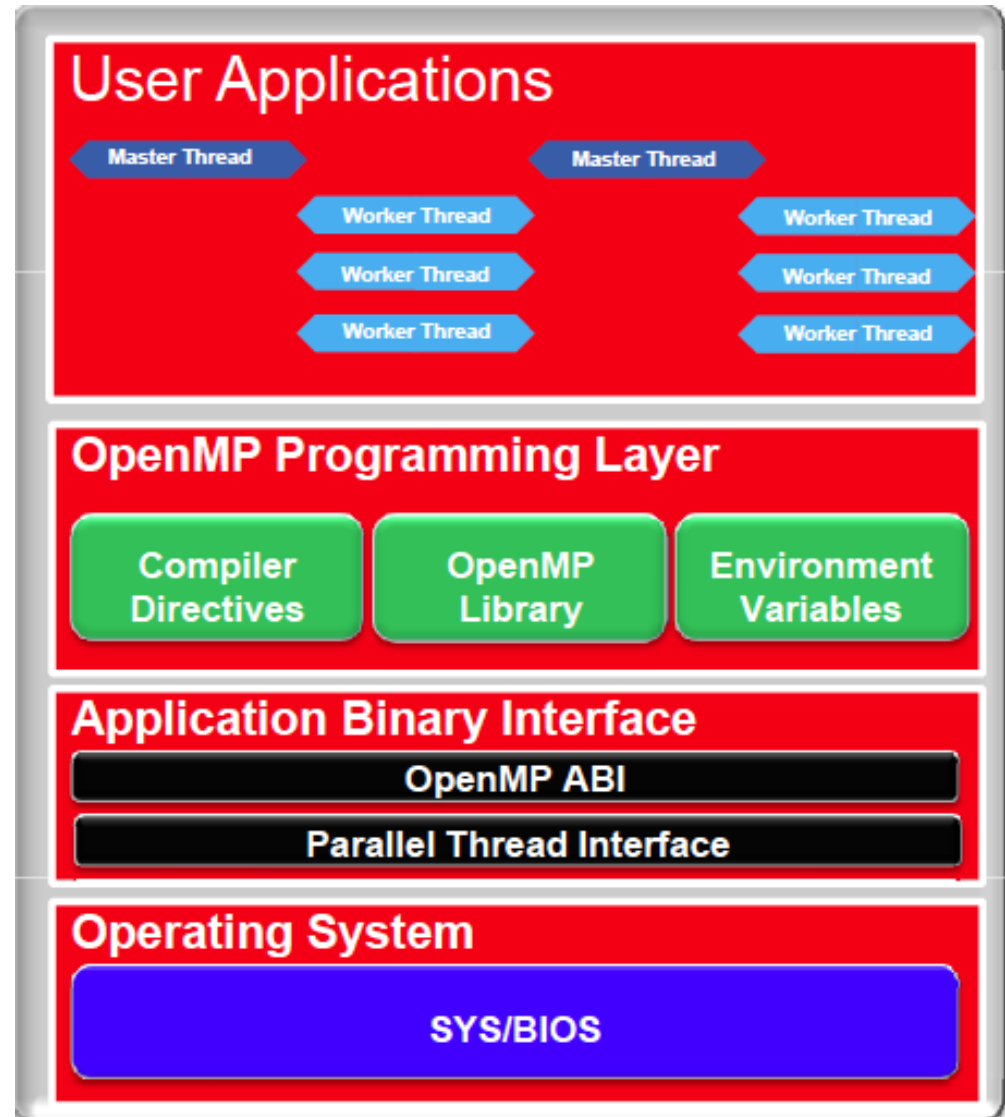 User Applications
Master Thread
Master Thread
Worker Thread
Worker Thread
Worker Thread
Worker Thread
Worker Thread
Worker Thread
OpenMP Programming Layer
Compiler
Directives
OpenMP
Library
Environment
Variables
Application Binary Interface
OpenMP ABI
Parallel Thread Interface
Operating System
SYS/BIOS